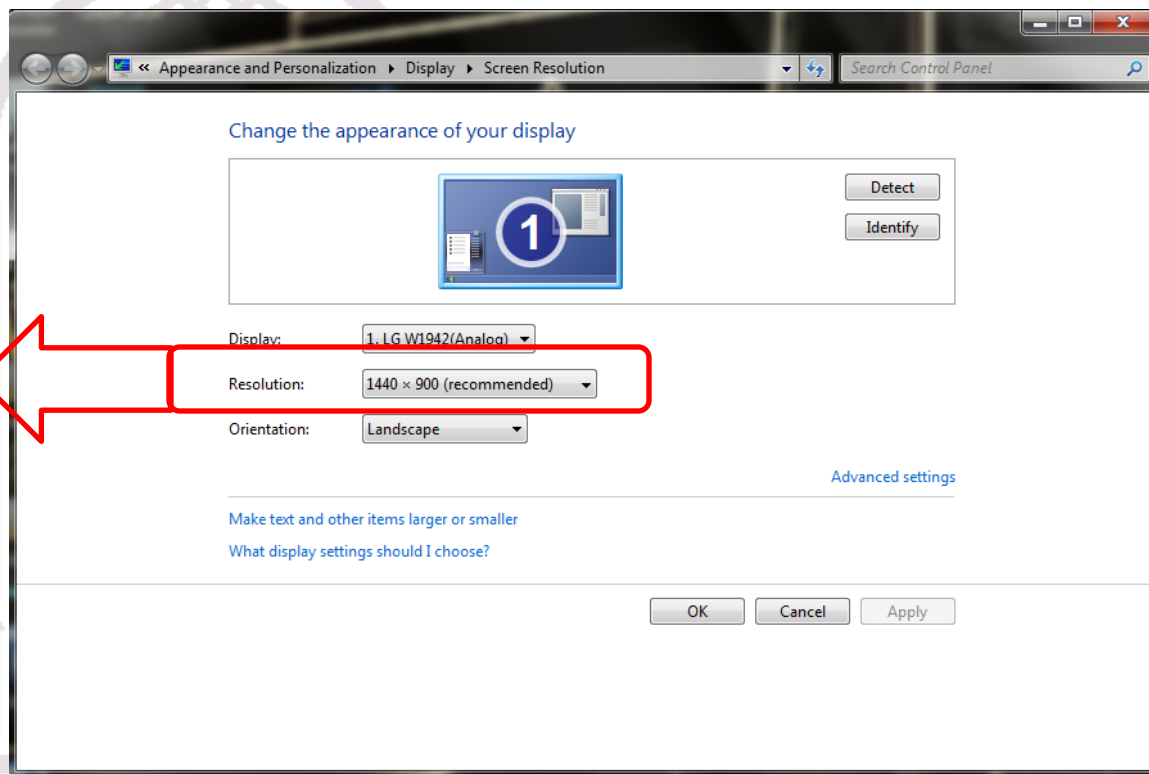 « Appearance and Personalization ▸ Display ▸ Screen Resolution Search Control Panel
Change the appearance of your display
1
Detect
Identify
Display: 1. LG W1942(Analog)
Resolution: 1440 × 900 (recommended)
Orientation: Landscape
Advanced settings
Make text and other items larger or smaller
What display settings should I choose?
OK Cancel Apply